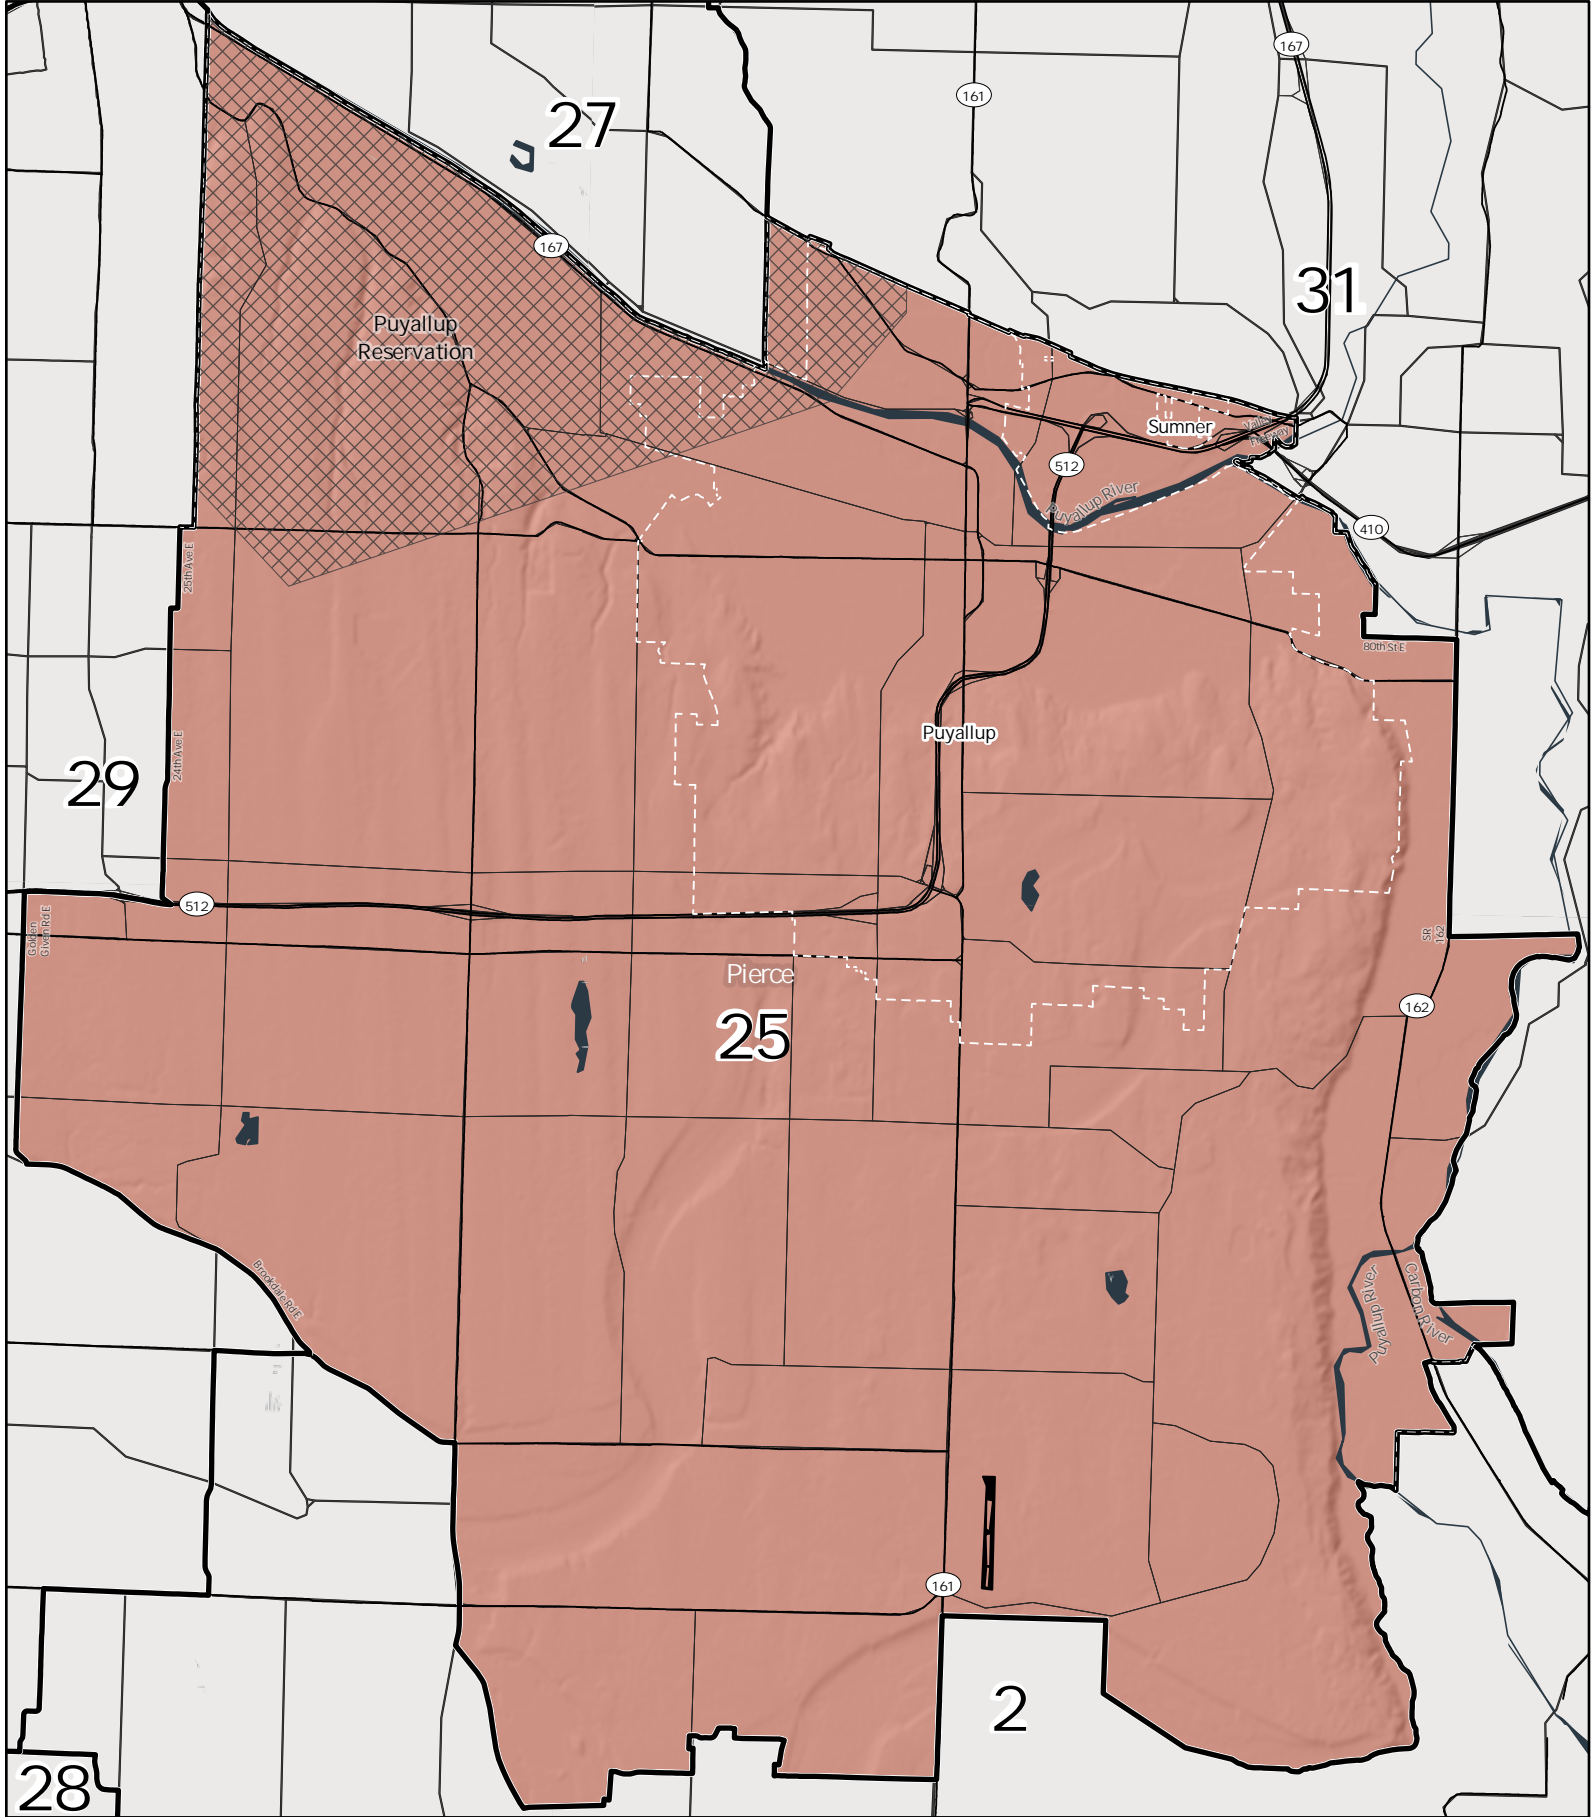 167
161
27
167
31
Puyallup
Reservation
Sumner
Valley
Freeway
512
Puyallup River
410
25th Ave E
80th St E
24th Ave E
Puyallup
29
512
Golden
Given Rd E
SR
162
Pierce
162
25
Brookdale Rd E
Puyallup River
Carbon River
161
2
28